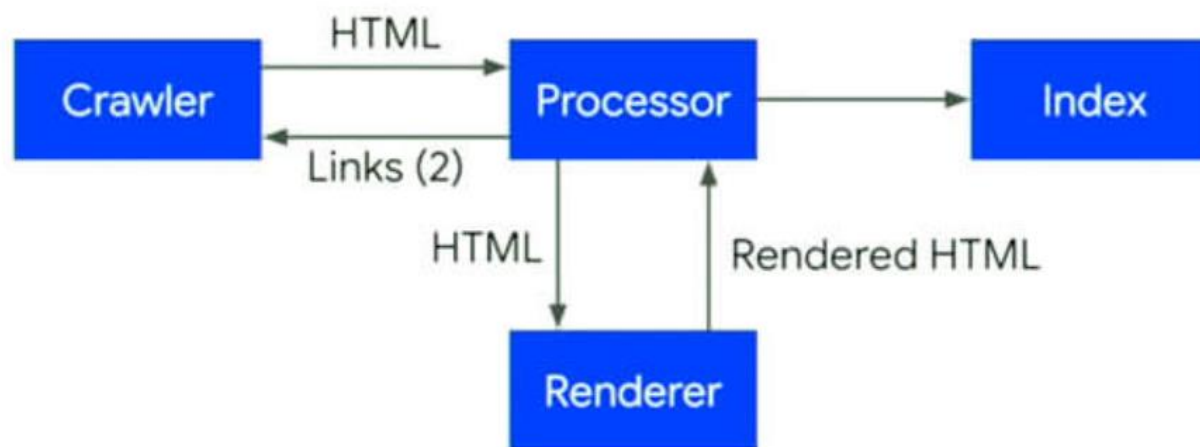 HTML
Crawler
Processor
Index
Links (2)
HTML
Rendered HTML
Renderer